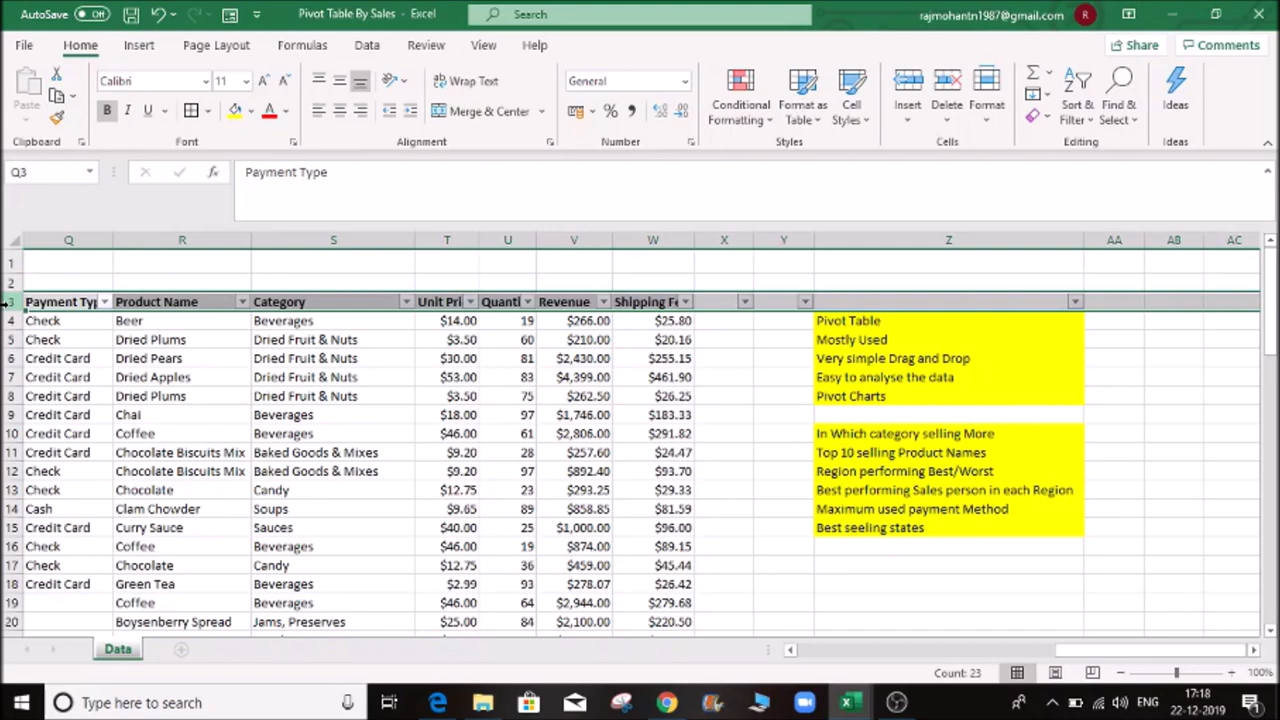 AutoSave Off Pivot Table By Sales - Excel Search rajmohantn1987@gmail.com R
File Home Insert Page Layout Formulas Data Review View Help Share Comments
Paste Calibri 11 B I U A Wrap Text Merge & Center General % Conditional Formatting Format as Table Cell Styles Insert Delete Format Sort & Filter Find & Select Ideas
Clipboard Font Alignment Number Styles Cells Editing Ideas
Q3 fx Payment Type
Q R S T U V W X Y Z AA AB AC
1
2
3 Payment Ty Product Name Category Unit Pri Quanti Revenue Shipping Fe
4 Check Beer Beverages $14.00 19 $266.00 $25.80 Pivot Table
5 Check Dried Plums Dried Fruit & Nuts $3.50 60 $210.00 $20.16 Mostly Used
6 Credit Card Dried Pears Dried Fruit & Nuts $30.00 81 $2,430.00 $255.15 Very simple Drag and Drop
7 Credit Card Dried Apples Dried Fruit & Nuts $53.00 83 $4,399.00 $461.90 Easy to analyse the data
8 Credit Card Dried Plums Dried Fruit & Nuts $3.50 75 $262.50 $26.25 Pivot Charts
9 Credit Card Chai Beverages $18.00 97 $1,746.00 $183.33
10 Credit Card Coffee Beverages $46.00 61 $2,806.00 $291.82 In Which category selling More
11 Credit Card Chocolate Biscuits Mix Baked Goods & Mixes $9.20 28 $257.60 $24.47 Top 10 selling Product Names
12 Check Chocolate Biscuits Mix Baked Goods & Mixes $9.20 97 $892.40 $93.70 Region performing Best/Worst
13 Check Chocolate Candy $12.75 23 $293.25 $29.33 Best performing Sales person in each Region
14 Cash Clam Chowder Soups $9.65 89 $858.85 $81.59 Maximum used payment Method
15 Credit Card Curry Sauce Sauces $40.00 25 $1,000.00 $96.00 Best seeling states
16 Check Coffee Beverages $46.00 19 $874.00 $89.15
17 Check Chocolate Candy $12.75 36 $459.00 $45.44
18 Credit Card Green Tea Beverages $2.99 93 $278.07 $26.42
19 Coffee Beverages $46.00 64 $2,944.00 $279.68
20 Boysenberry Spread Jams, Preserves $25.00 84 $2,100.00 $220.50
Data
Count: 23 100%
Type here to search ENG 17:18 22-12-2019